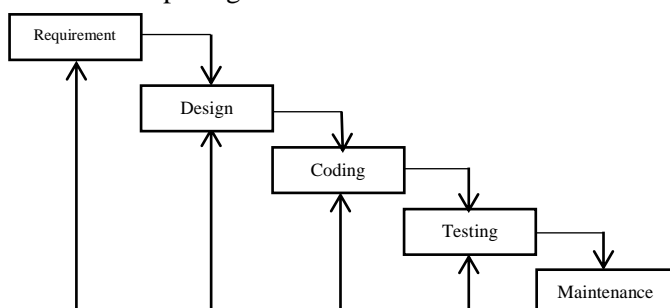 Requirement
Design
Coding
Testing
Maintenance